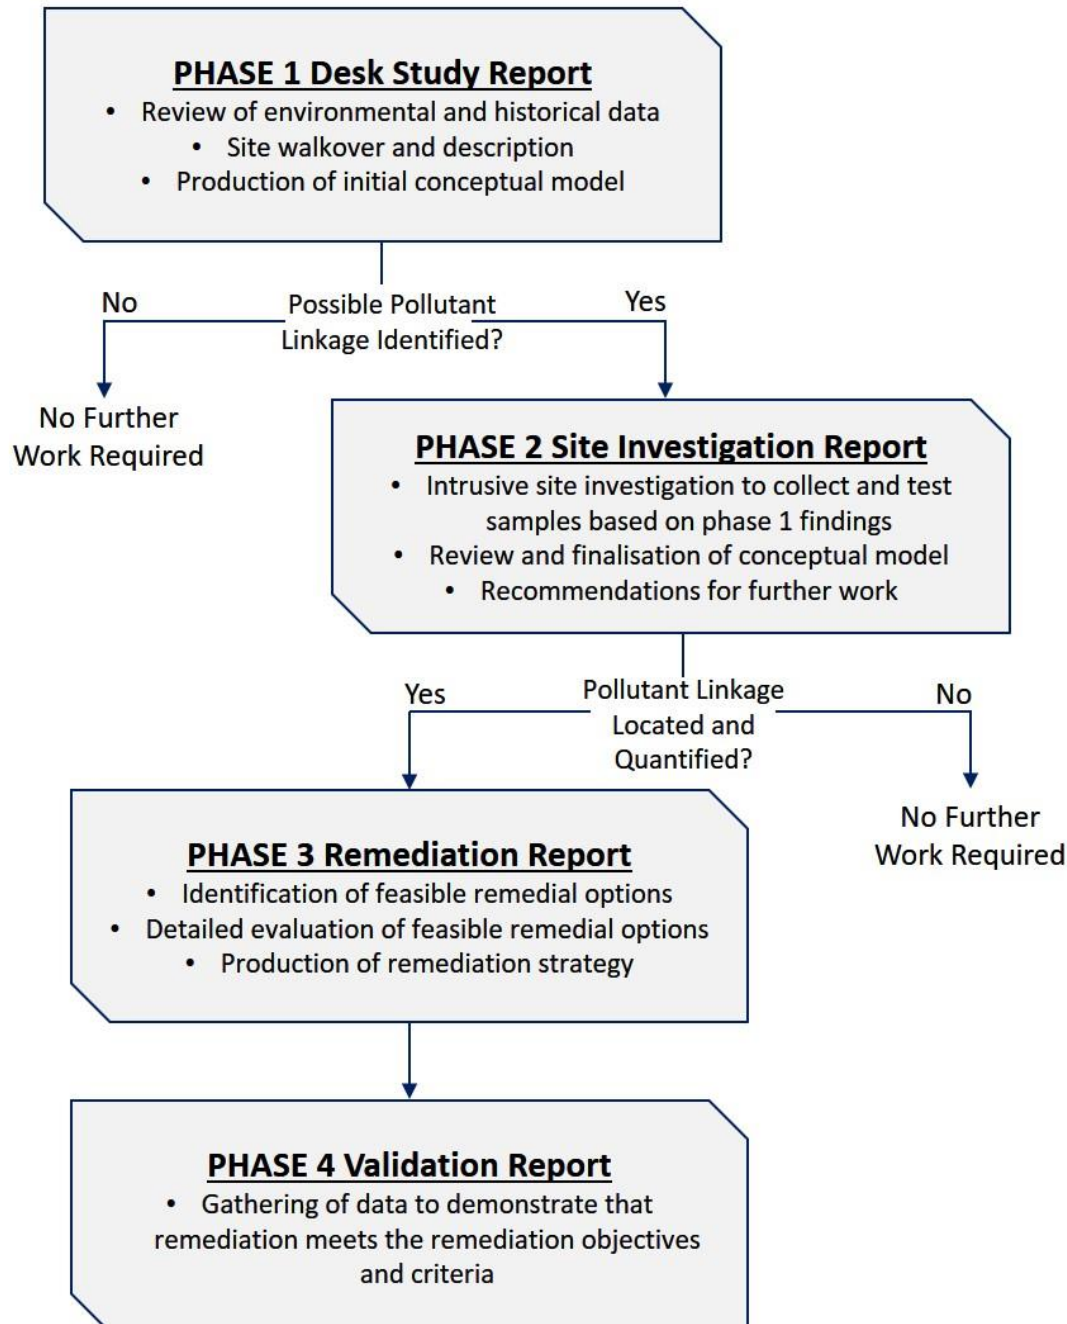 PHASE 1 Desk Study Report
• Review of environmental and historical data
• Site walkover and description
• Production of initial conceptual model
No
Possible Pollutant
Linkage Identified?
Yes
No Further
Work Required
PHASE 2 Site Investigation Report
• Intrusive site investigation to collect and test
samples based on phase 1 findings
• Review and finalisation of conceptual model
• Recommendations for further work
Yes
Pollutant Linkage
Located and
Quantified?
No
No Further
Work Required
PHASE 3 Remediation Report
• Identification of feasible remedial options
• Detailed evaluation of feasible remedial options
• Production of remediation strategy
PHASE 4 Validation Report
• Gathering of data to demonstrate that
remediation meets the remediation objectives
and criteria